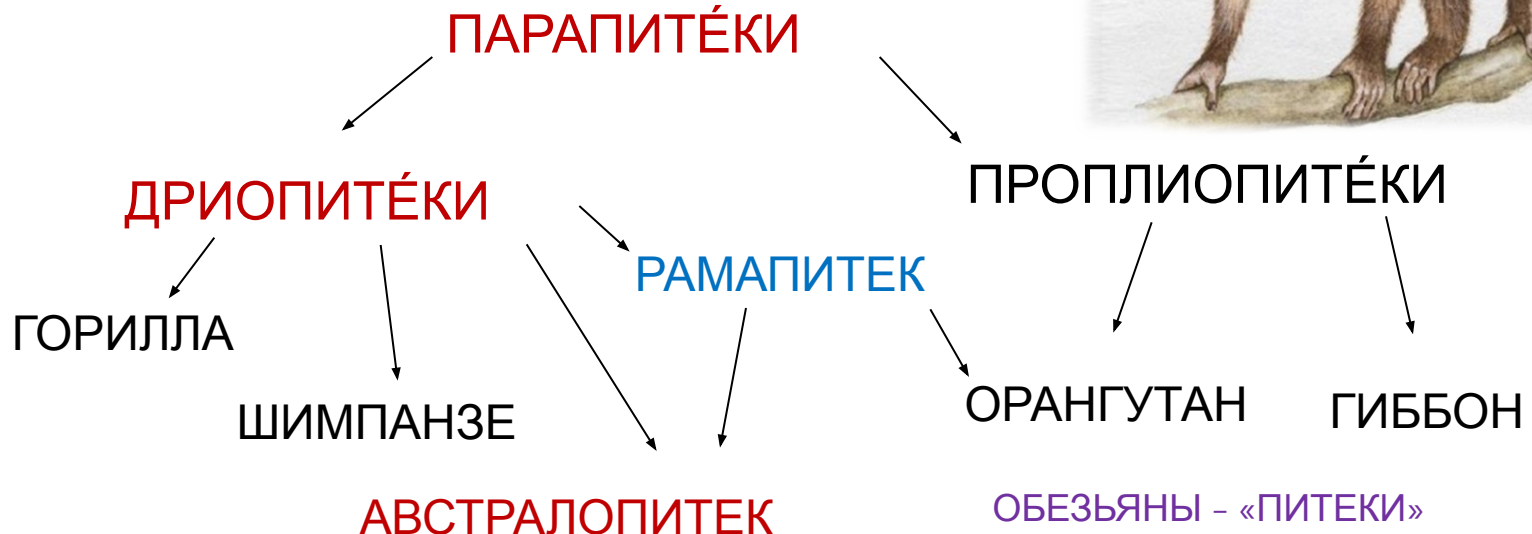 ПАРАПИТЕ́КИ
ДРИОПИТЕ́КИ
ПРОПЛИОПИТЕ́КИ
РАМАПИТЕК
ГОРИЛЛА
ШИМПАНЗЕ
ОРАНГУТАН
ГИББОН
АВСТРАЛОПИТЕК
ОБЕЗЬЯНЫ – «ПИТЕКИ»